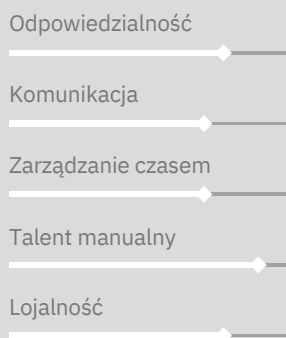 Odpowiedzialność
Komunikacja
Zarządzanie czasem
Talent manualny
Lojalność